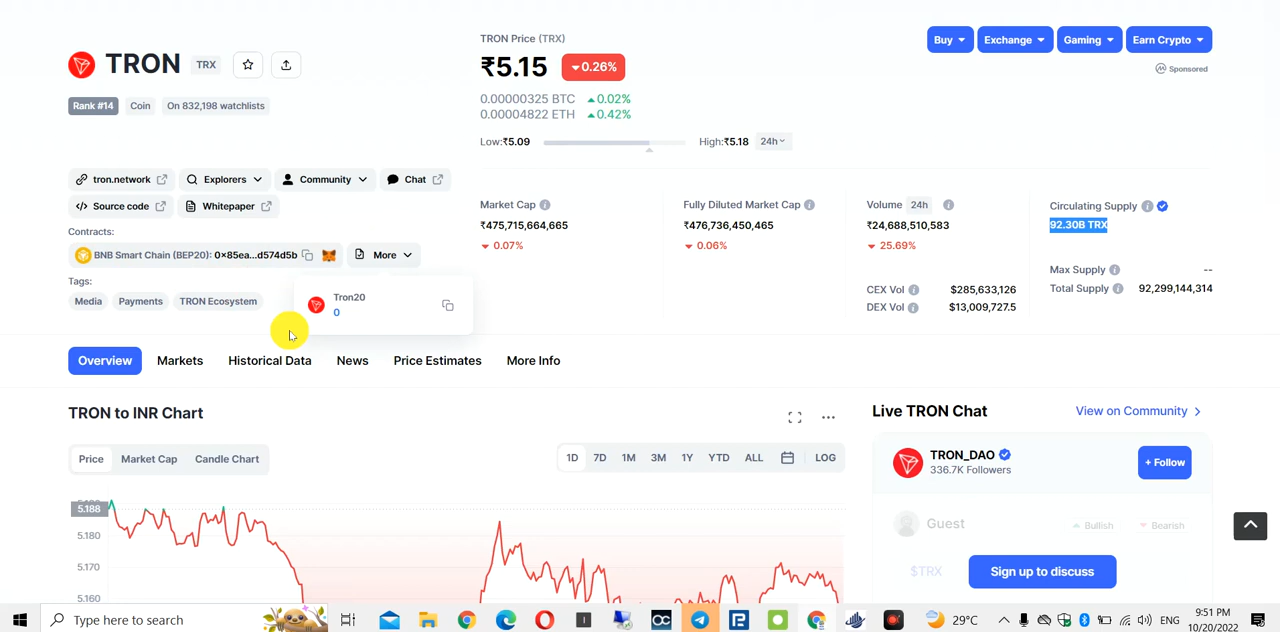 TRON TRX
Rank #14 Coin On 832,198 watchlists
tron.network Explorers Community Chat
Source code Whitepaper
Contracts:
BNB Smart Chain (BEP20): 0x85ea...d574d5b More
Tags:
Media Payments TRON Ecosystem
Tron20
0
TRON Price (TRX)
₹5.15 0.26%
0.00000325 BTC 0.02%
0.00004822 ETH 0.42%
Low:₹5.09 High:₹5.18 24h
Buy Exchange Gaming Earn Crypto
Sponsored
Market Cap
₹475,715,664,665
0.07%
Fully Diluted Market Cap
₹476,736,450,465
0.06%
Volume 24h
₹24,688,510,583
25.69%
CEX Vol $285,633,126
DEX Vol $13,009,727.5
Circulating Supply
92.30B TRX
Max Supply --
Total Supply 92,299,144,314
Overview Markets Historical Data News Price Estimates More Info
TRON to INR Chart
Price Market Cap Candle Chart
1D 7D 1M 3M 1Y YTD ALL LOG
5.188
5.180
5.170
5.160
Live TRON Chat View on Community
TRON_DAO
336.7K Followers
+ Follow
Guest Bullish Bearish
$TRX Sign up to discuss
Type here to search
29°C
ENG
9:51 PM
10/20/2022